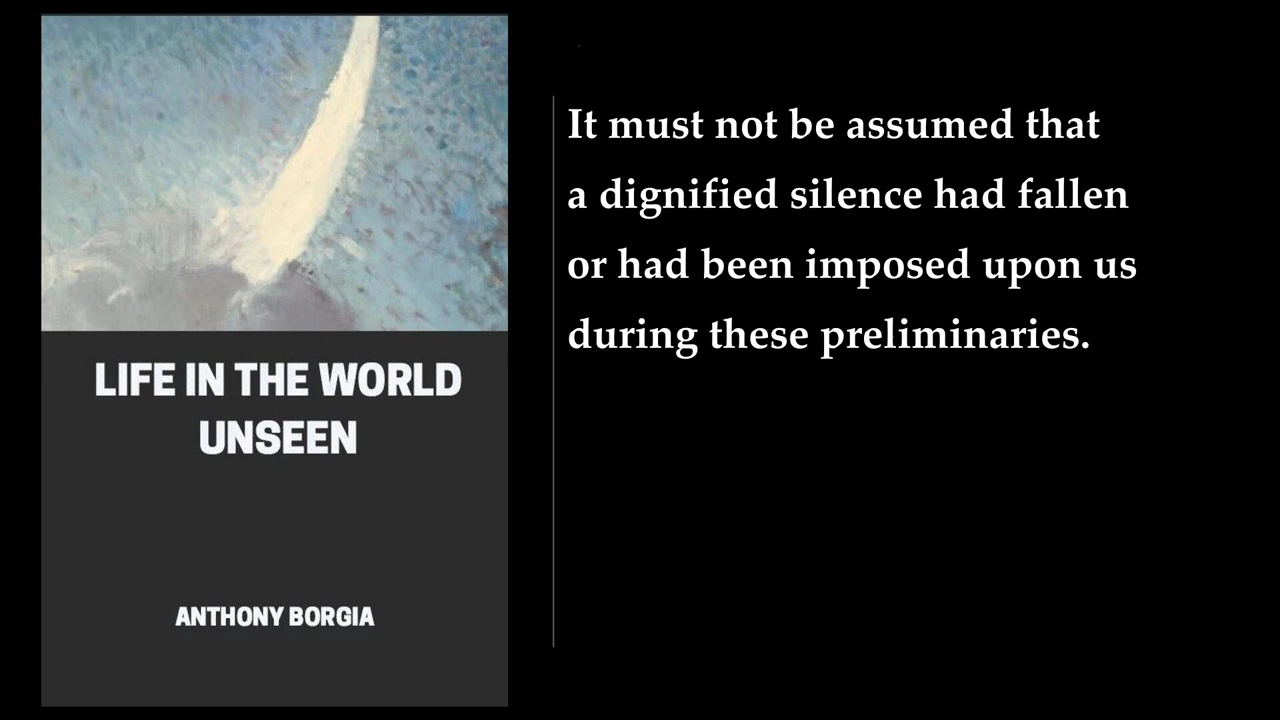 LIFE IN THE WORLD
UNSEEN
ANTHONY BORGIA
It must not be assumed that
a dignified silence had fallen
or had been imposed upon us
during these preliminaries.